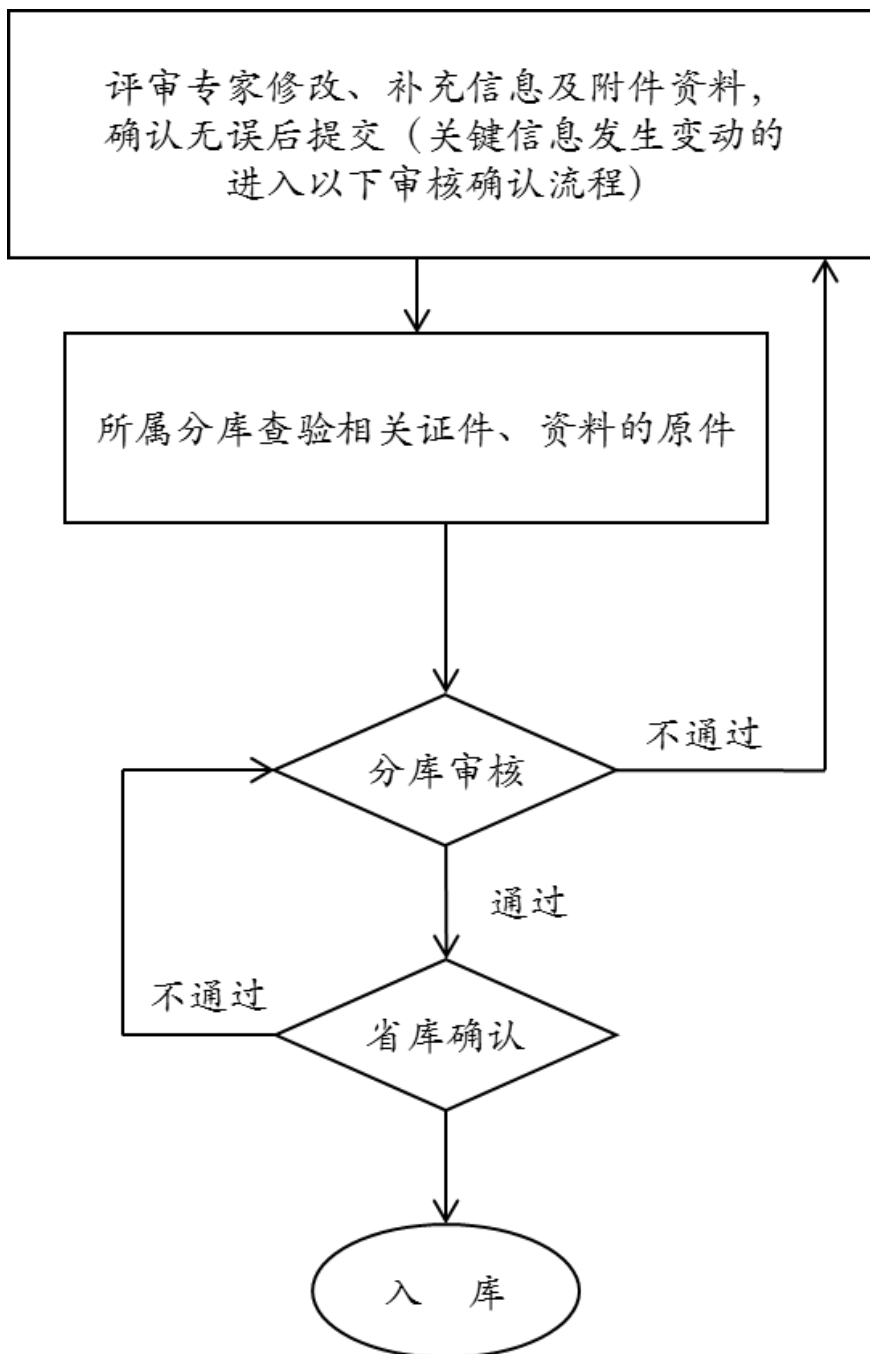 评审专家修改、补充信息及附件资料，
确认无误后提交（关键信息发生变动的
进入以下审核确认流程）
所属分库查验相关证件、资料的原件
不通过
分库审核
通过
不通过
省库确认
入 库